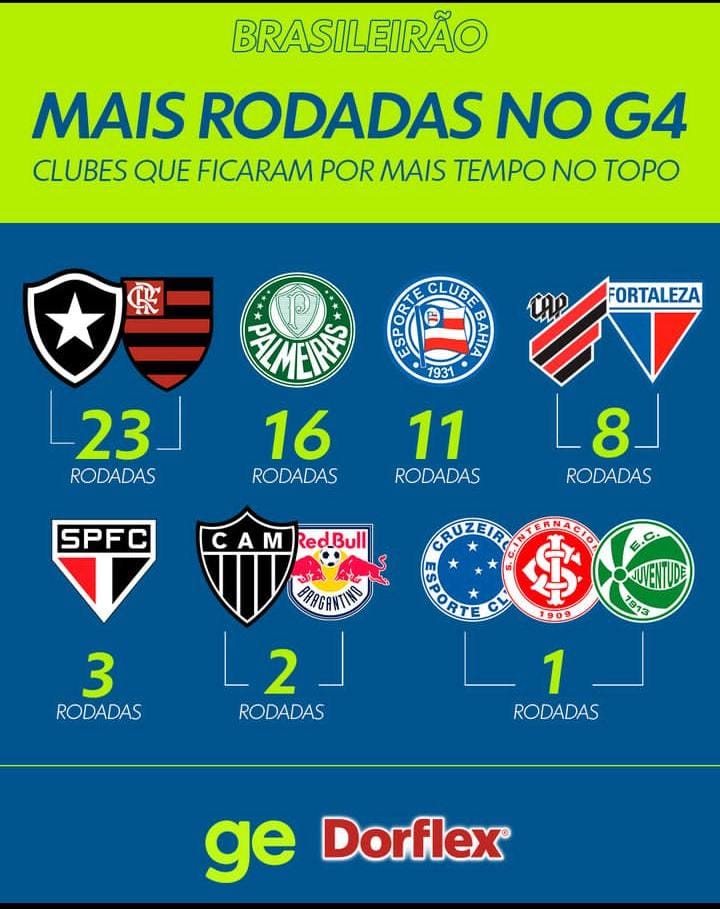 BRASILEIRÃO
MAIS RODADAS NO G4
CLUBES QUE FICARAM POR MAIS TEMPO NO TOPO
CRF
PALMEIRAS
P
ESPORTE CLUBE BAHIA
1931
CAP
FORTALEZA
23
RODADAS
16
RODADAS
11
RODADAS
8
RODADAS
SPFC
CAM
Red Bull
BRAGANTINO
CRUZEIRO
ESPORTE CL
S.C. INTERNACIO
1909
E.C.
JUVENTUDE
1913
3
RODADAS
2
RODADAS
1
RODADAS
ge Dorflex®